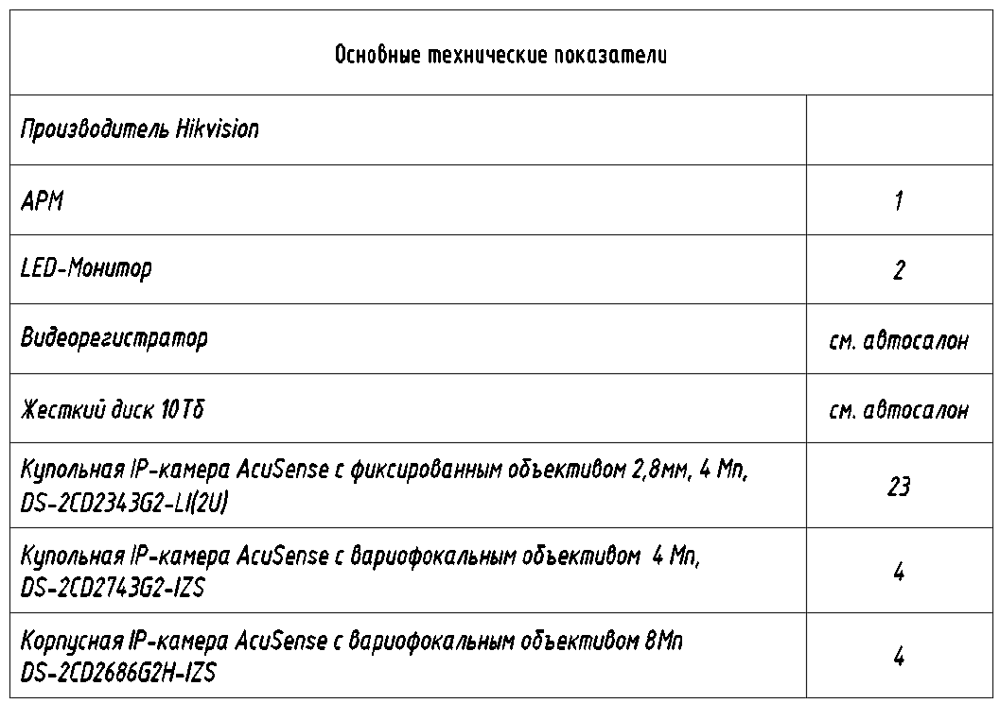 Основные технические показатели
Производитель Hikvision
АРМ
1
LED-Монитор
2
Видеорегистратор
см. автосалон
Жесткий диск 10Тб
см. автосалон
Купольная IP-камера AcuSense с фиксированным объективом 2,8мм, 4 Мп,
DS-2CD2343G2-LI(2U)
23
Купольная IP-камера AcuSense с вариофокальным объективом 4 Мп,
DS-2CD2743G2-IZS
4
Корпусная IP-камера AcuSense с вариофокальным объективом 8Мп
DS-2CD2686G2H-IZS
4